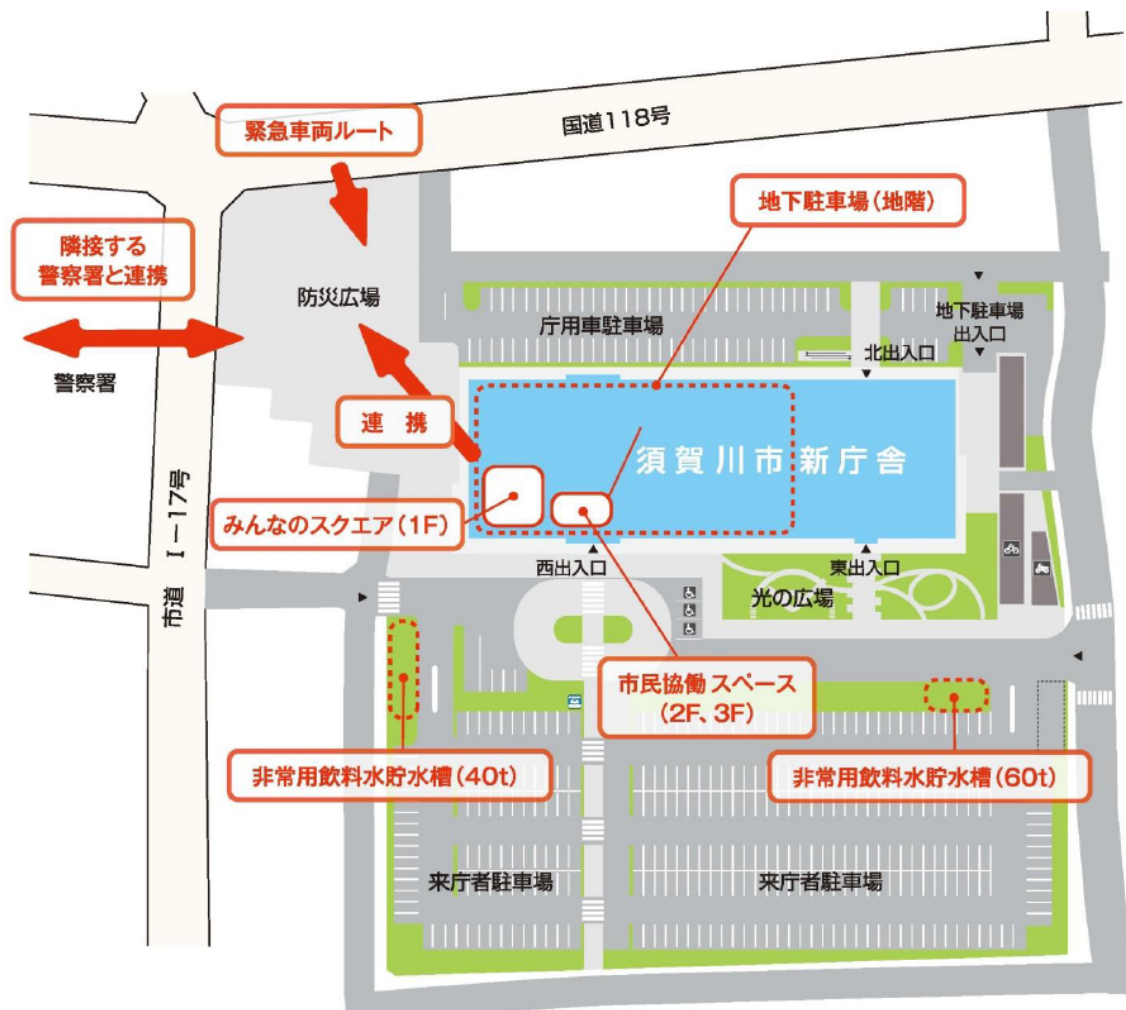 国道118号
緊急車両ルート
地下駐車場(地階)
隣接する
警察署と連携
防災広場
庁用車駐車場
地下駐車場
出入口
北出入口
警察署
連 携
須賀川市新庁舎
市道 I-17号
みんなのスクエア(1F)
西出入口
東出入口
光の広場
市民協働 スペース
(2F、3F)
非常用飲料水貯水槽(40t)
非常用飲料水貯水槽(60t)
来庁者駐車場
来庁者駐車場